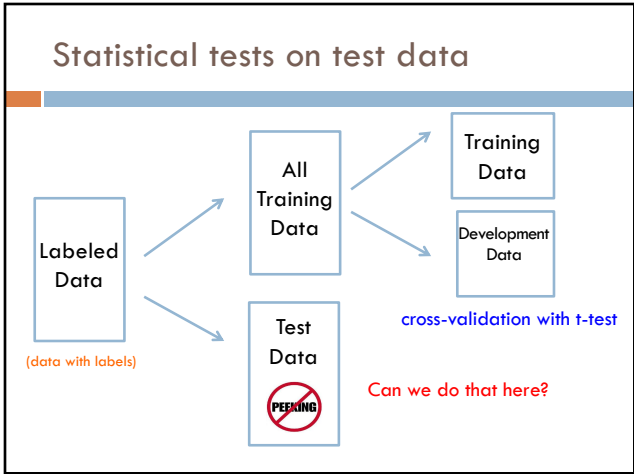 Statistical tests on test data
Labeled
Data
(data with labels)
All
Training
Data
Training
Data
Development
Data
cross-validation with t-test
Test
Data
PEEKING
Can we do that here?